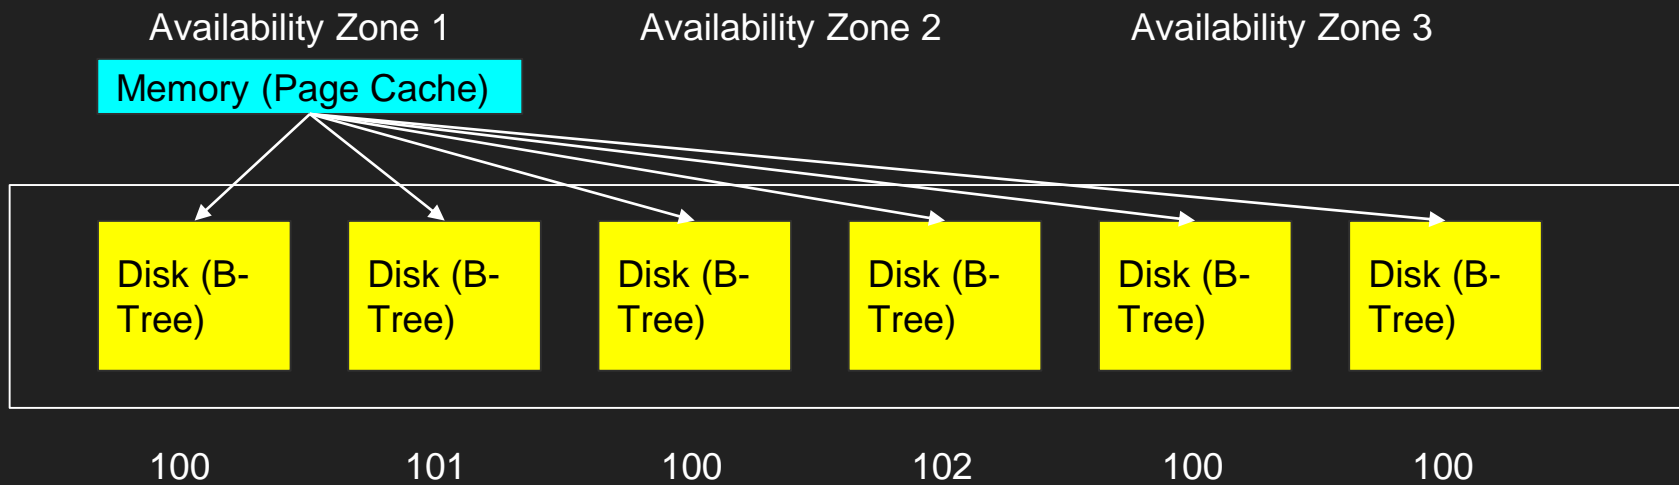 Availability Zone 1
Availability Zone 2
Availability Zone 3
Memory (Page Cache)
Disk (B-
Tree)
Disk (B-
Tree)
Disk (B-
Tree)
Disk (B-
Tree)
Disk (B-
Tree)
Disk (B-
Tree)
100
101
100
102
100
100